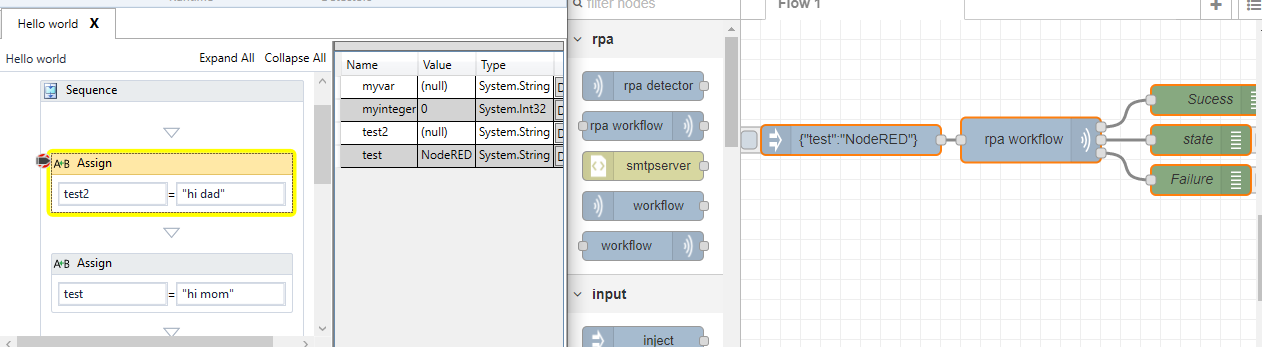 Hello world X
Hello world Expand All Collapse All
Sequence
A+B Assign
test2 = "hi dad"
A+B Assign
test = "hi mom"
Name Value Type
myvar (null) System.String D
myinteger 0 System.Int32 D
test2 (null) System.String D
test NodeRED System.String D
filter nodes
rpa
rpa detector
rpa workflow
smtpserver
workflow
workflow
input
inject
Flow 1
{"test":"NodeRED"}
rpa workflow
Sucess
state
Failure